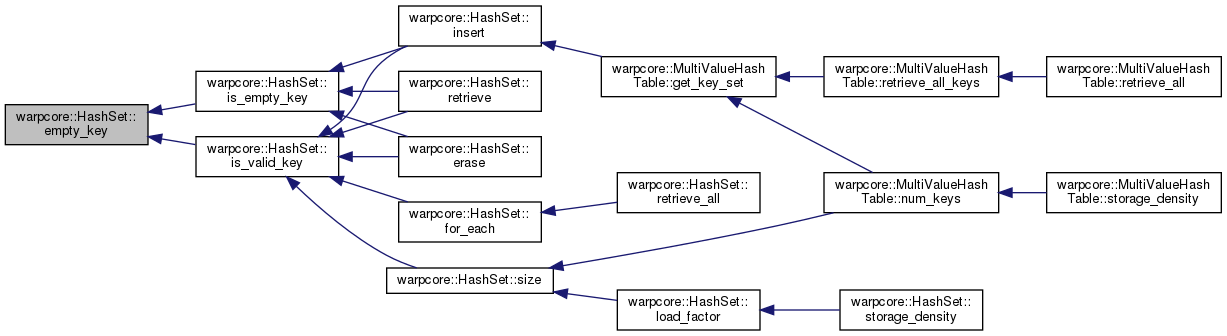 warpcore::HashSet::
empty_key
warpcore::HashSet::
is_empty_key
warpcore::HashSet::
is_valid_key
warpcore::HashSet::
insert
warpcore::HashSet::
retrieve
warpcore::HashSet::
erase
warpcore::HashSet::
for_each
warpcore::HashSet::size
warpcore::MultiValueHash
Table::get_key_set
warpcore::HashSet::
retrieve_all
warpcore::HashSet::
load_factor
warpcore::MultiValueHash
Table::retrieve_all_keys
warpcore::MultiValueHash
Table::num_keys
warpcore::HashSet::
storage_density
warpcore::MultiValueHash
Table::retrieve_all
warpcore::MultiValueHash
Table::storage_density